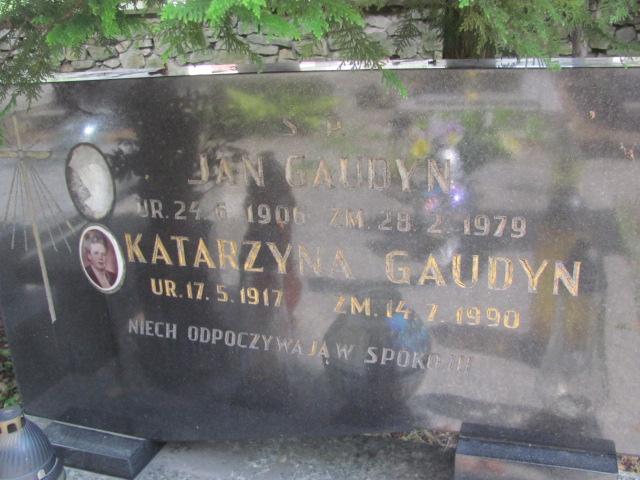 Ś P
JAN GAUDYN
UR. 24. 6. 1906 ZM. 28. 2. 1979
KATARZYNA GAUDYN
UR. 17. 5. 1917 ZM. 14. 7. 1990
NIECH ODPOCZYWAJĄ W SPOKOJU